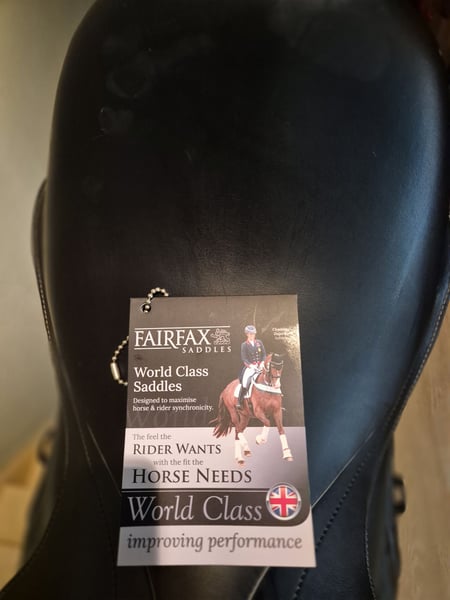 FAIRFAX
SADDLES
World Class
Saddles
Designed to maximise
horse & rider synchronicity.
The feel the
RIDER WANTS
with the fit the
HORSE NEEDS
World Class
improving performance